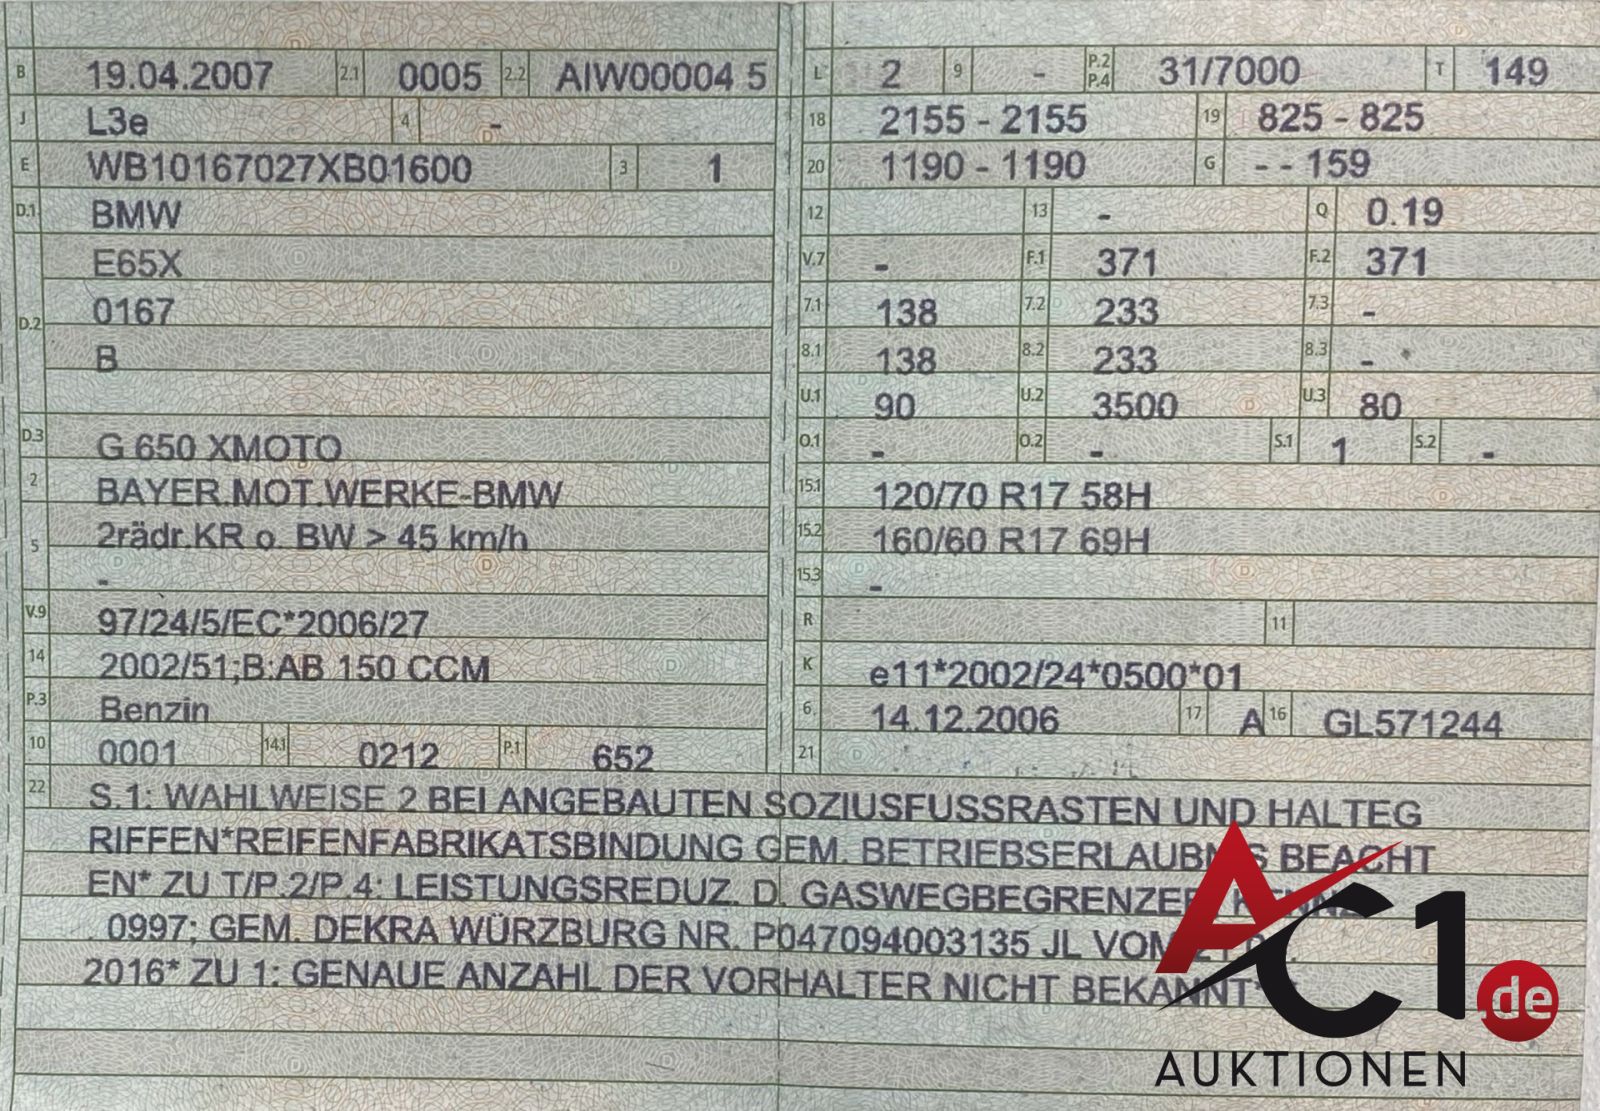 B 19.04.2007 2.1 0005 2.2 AIW00004 5
J L3e 4 -
E WB10167027XB01600 3 1
D.1 BMW
E65X
D.2 0167
B
D.3 G 650 XMOTO
2 BAYER.MOT.WERKE-BMW
5 2rädr.KR o. BW > 45 km/h
-
V.9 97/24/5/EC*2006/27
14 2002/51;B:AB 150 CCM
P.3 Benzin
10 0001 14.1 0212 P.1 652
L 2 9 - P.2 P.4 31/7000 T 149
18 2155 - 2155 19 825 - 825
20 1190 - 1190 G - - 159
12 13 - Q 0.19
V.7 - F.1 371 F.2 371
7.1 138 7.2 233 7.3 -
8.1 138 8.2 233 8.3 -
U.1 90 U.2 3500 U.3 80
O.1 - O.2 - S.1 1 S.2 -
15.1 120/70 R17 58H
15.2 160/60 R17 69H
15.3 -
R 11
K e11*2002/24*0500*01
6 14.12.2006 17 A 16 GL571244
21
22 S.1: WAHLWEISE 2 BEI ANGEBAUTEN SOZIUSFUSSRASTEN UND HALTEG
RIFFEN*REIFENFABRIKATSBINDUNG GEM. BETRIEBSERLAUBNIS BEACHT
EN* ZU T/P.2/P.4: LEISTUNGSREDUZ. D. GASWEGBEGRENZER
0997; GEM. DEKRA WÜRZBURG NR. P047094003135 JL VOM
2016* ZU 1: GENAUE ANZAHL DER VORHALTER NICHT BEKANNT*
AC1.de
AUKTIONEN